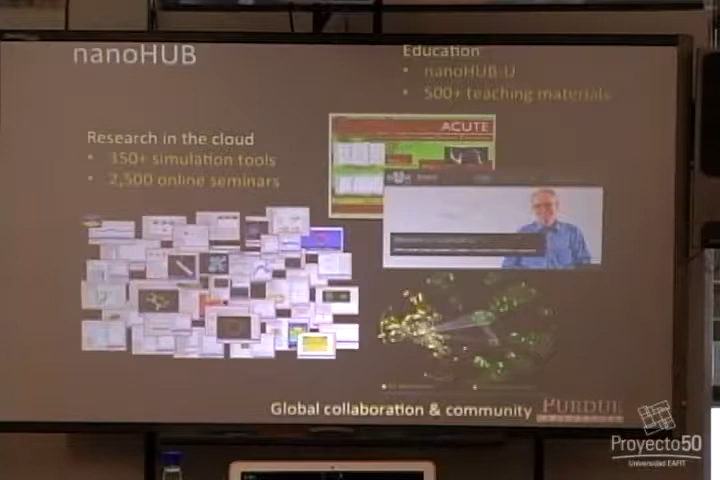 nanoHUB
Education
• nanoHUB-U
• 500+ teaching materials
Research in the cloud
• 350+ simulation tools
• 2,500 online seminars
ACUTE
Global collaboration & community
PURDUE
UNIVERSITY
Proyecto50
Universidad EAFIT